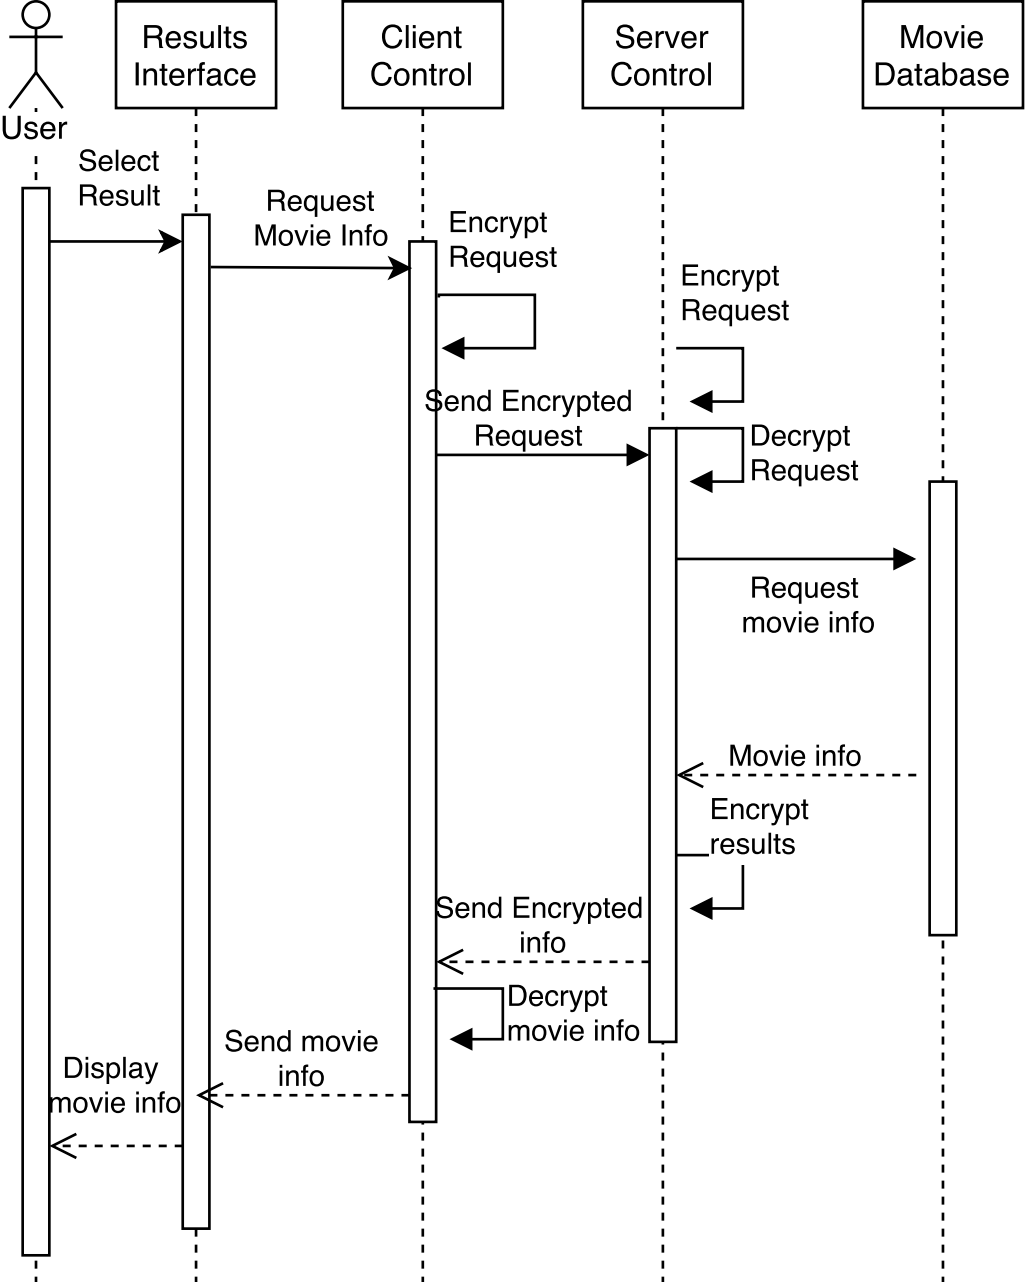 Results
Interface
Client
Control
Server
Control
Movie
Database
User
Select
Result
Request
Movie Info
Encrypt
Request
Encrypt
Request
Send Encrypted
Request
Decrypt
Request
Request
movie info
Movie info
Encrypt
results
Send Encrypted
info
Decrypt
movie info
Send movie
info
Display
movie info